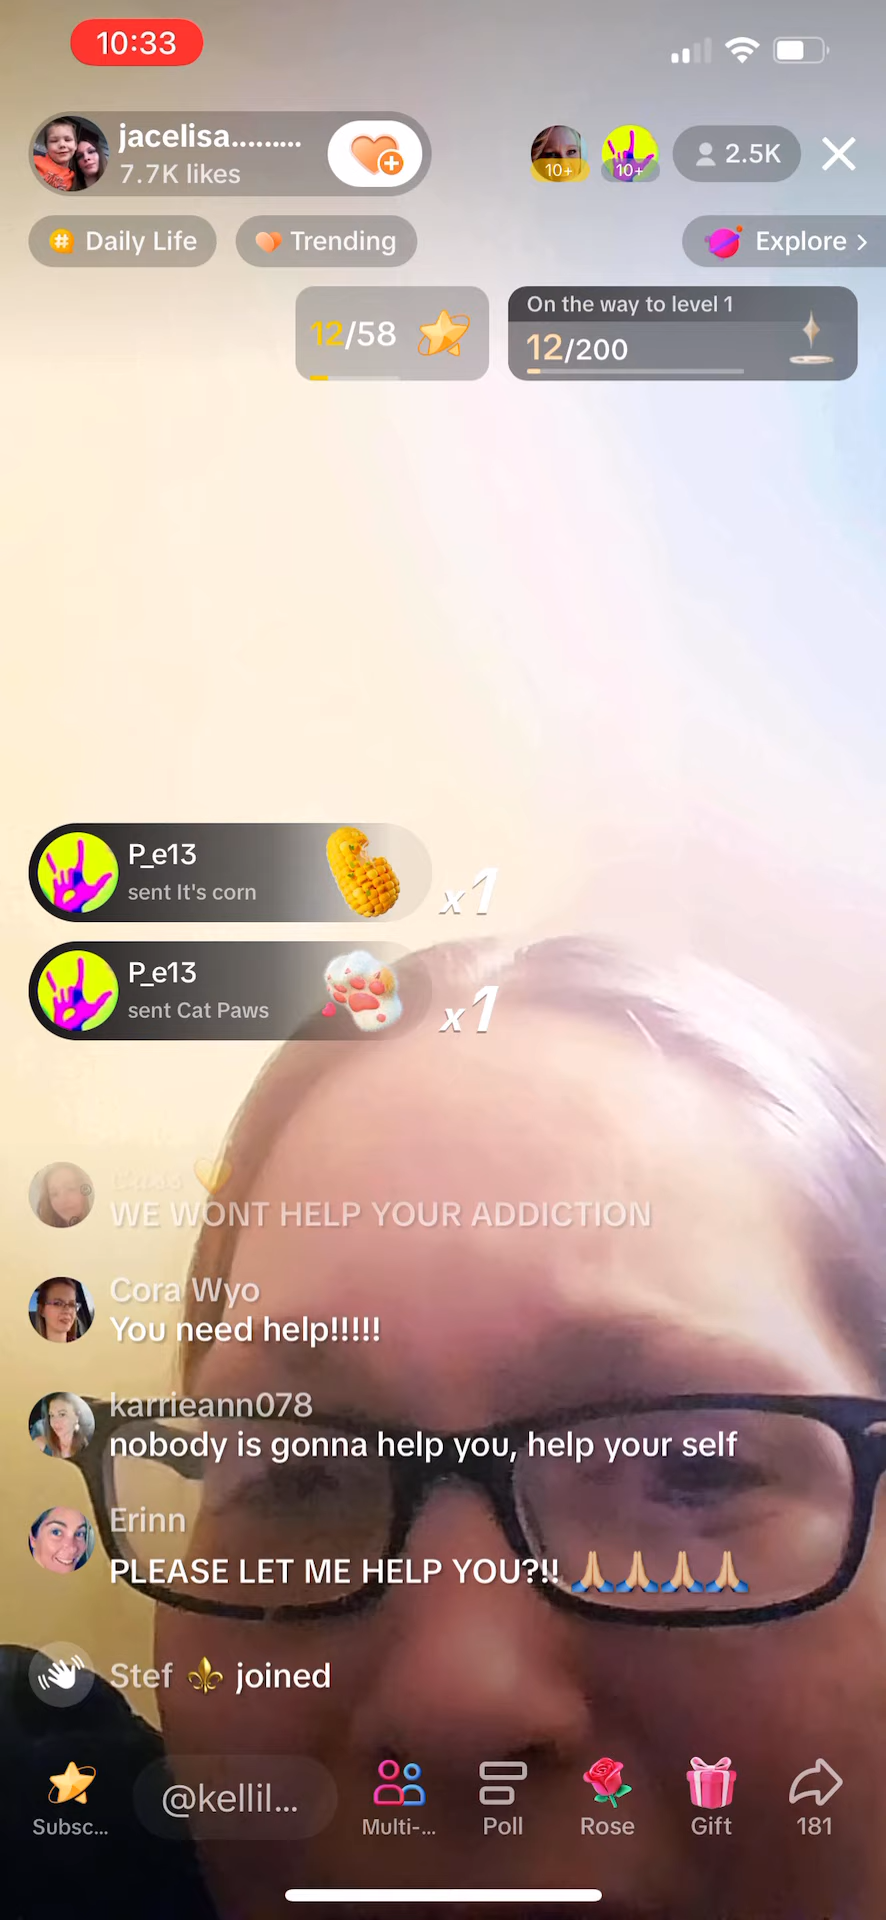 10:33
jacelisa.........
7.7K likes
10+
10+
2.5K
Daily Life
Trending
Explore >
12/58
On the way to level 1
12/200
P_e13
sent It's corn
x1
P_e13
sent Cat Paws
x1
WE WONT HELP YOUR ADDICTION
Cora Wyo
You need help!!!!!
karrieann078
nobody is gonna help you, help your self
Erinn
PLEASE LET ME HELP YOU?!! 🙏🏼🙏🏼🙏🏼🙏🏼
Stef ⚜️ joined
@kellil...
Subsc...
Multi-...
Poll
Rose
Gift
181